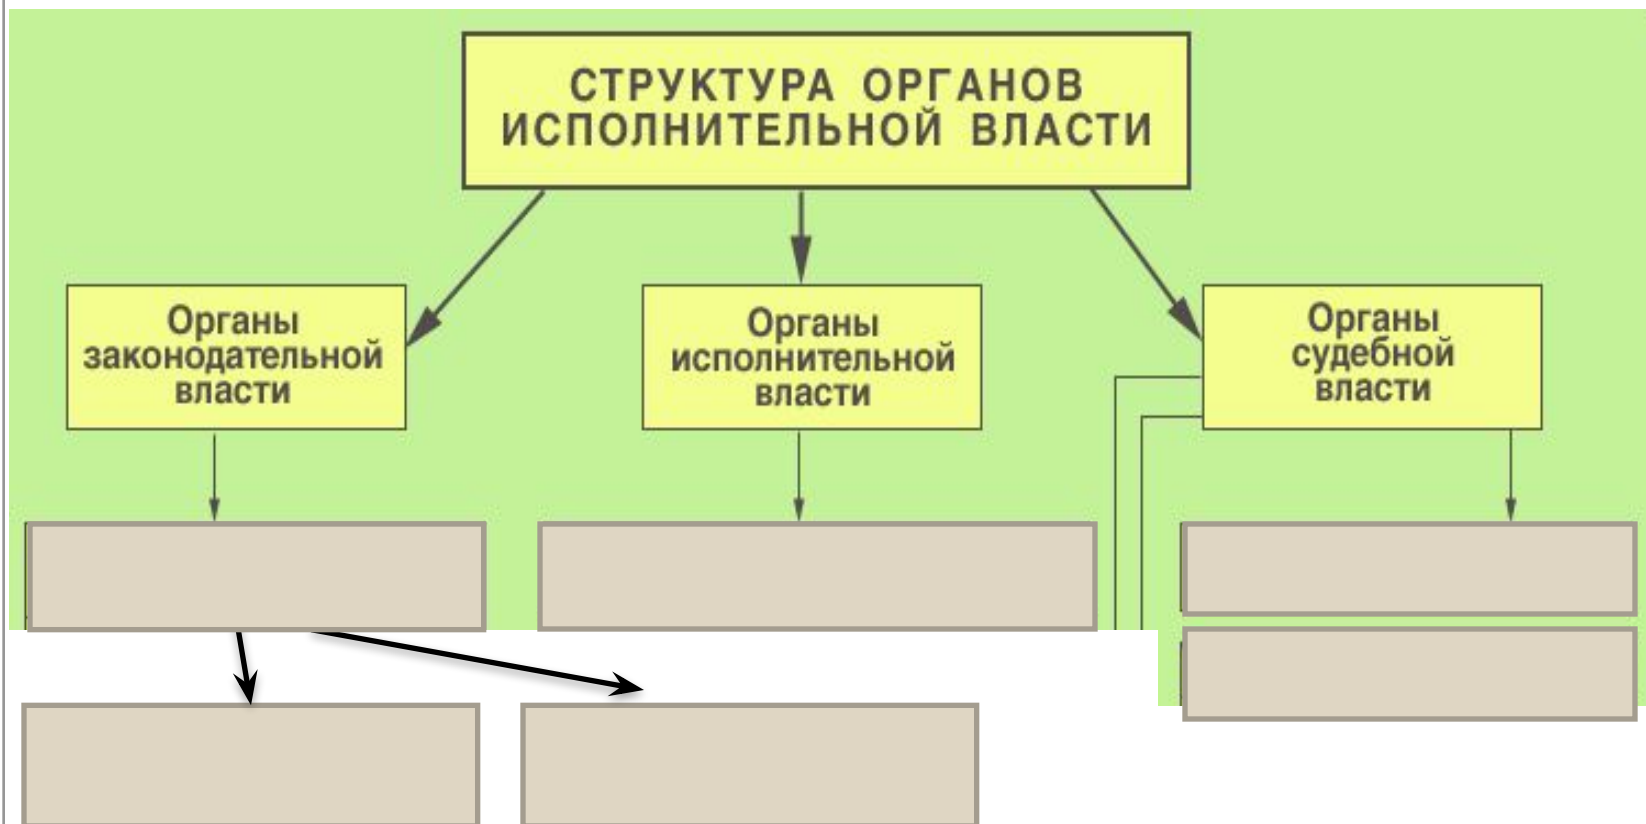 СТРУКТУРА ОРГАНОВ
ИСПОЛНИТЕЛЬНОЙ ВЛАСТИ
Органы
законодательной
власти
Органы
исполнительной
власти
Органы
судебной
власти